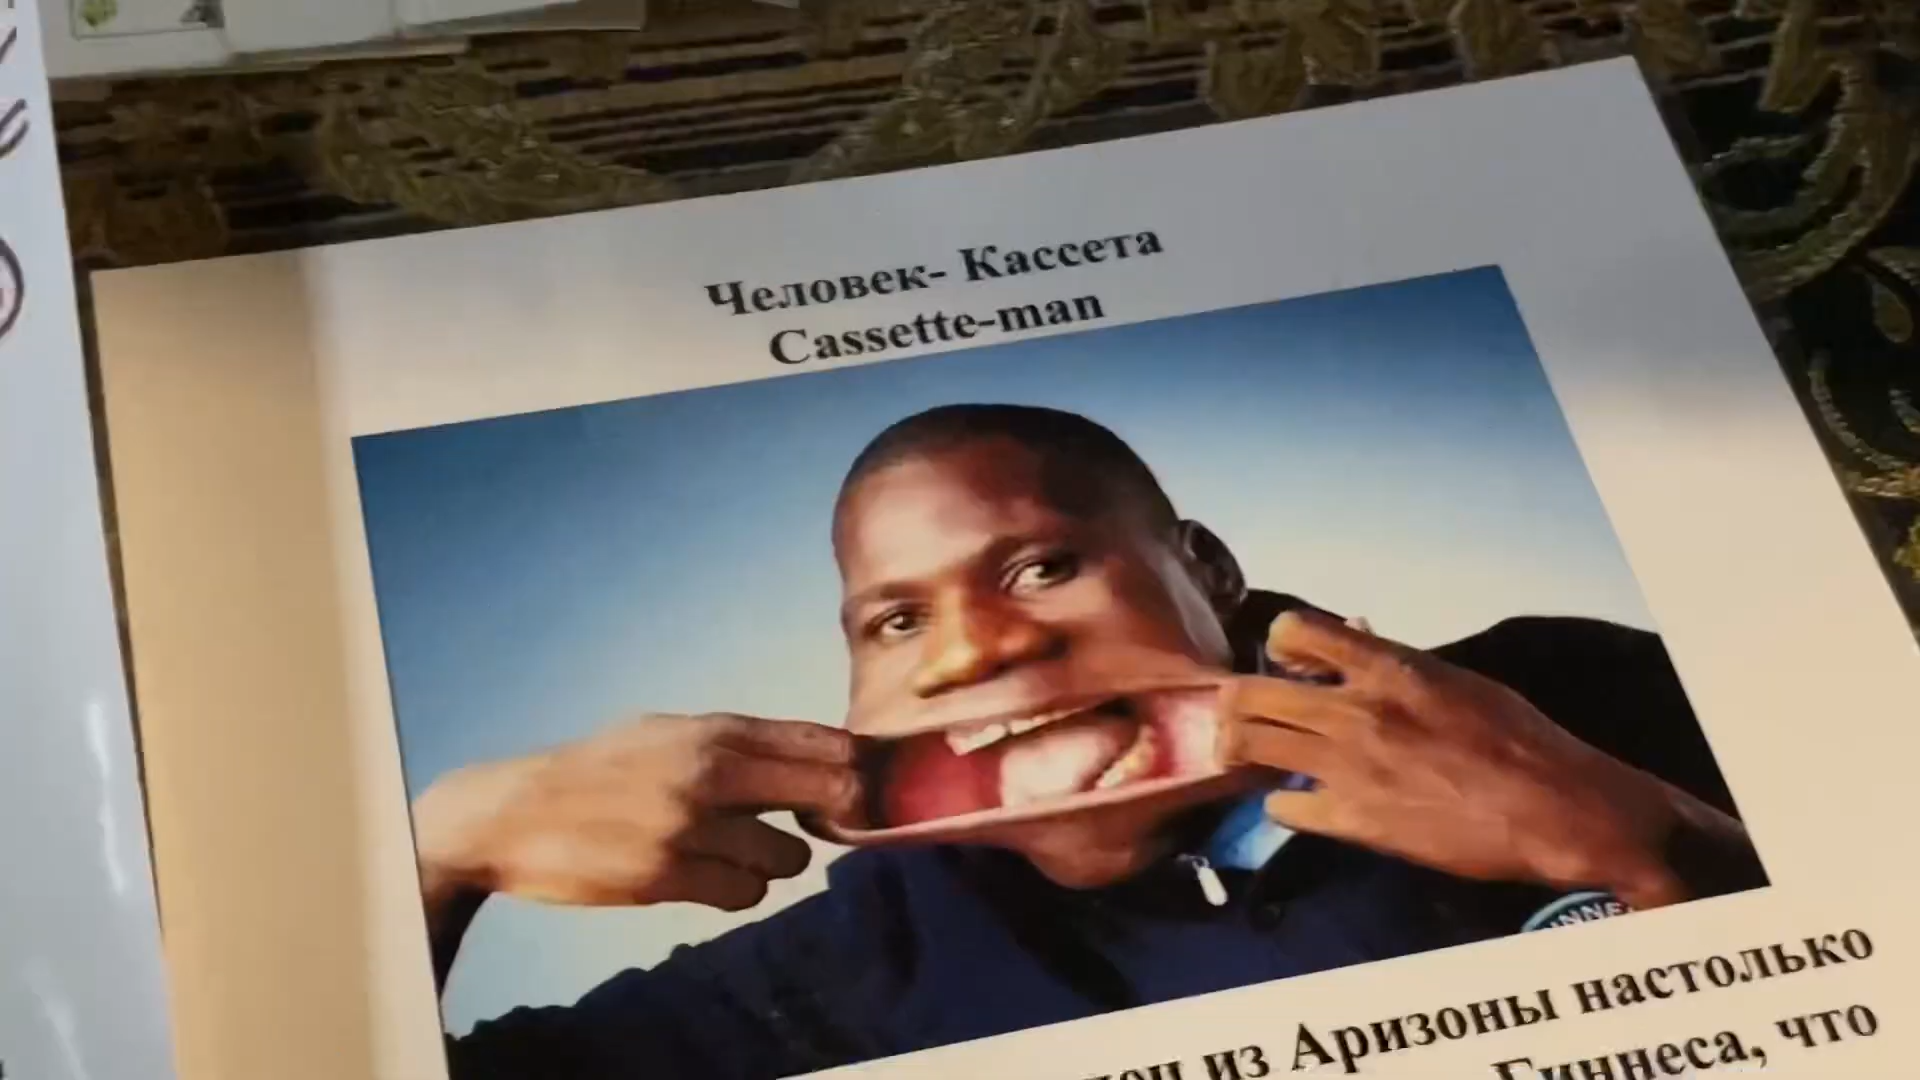 Человек- Кассета
Cassette-man
из Аризоны настолько
Гиннеса, что